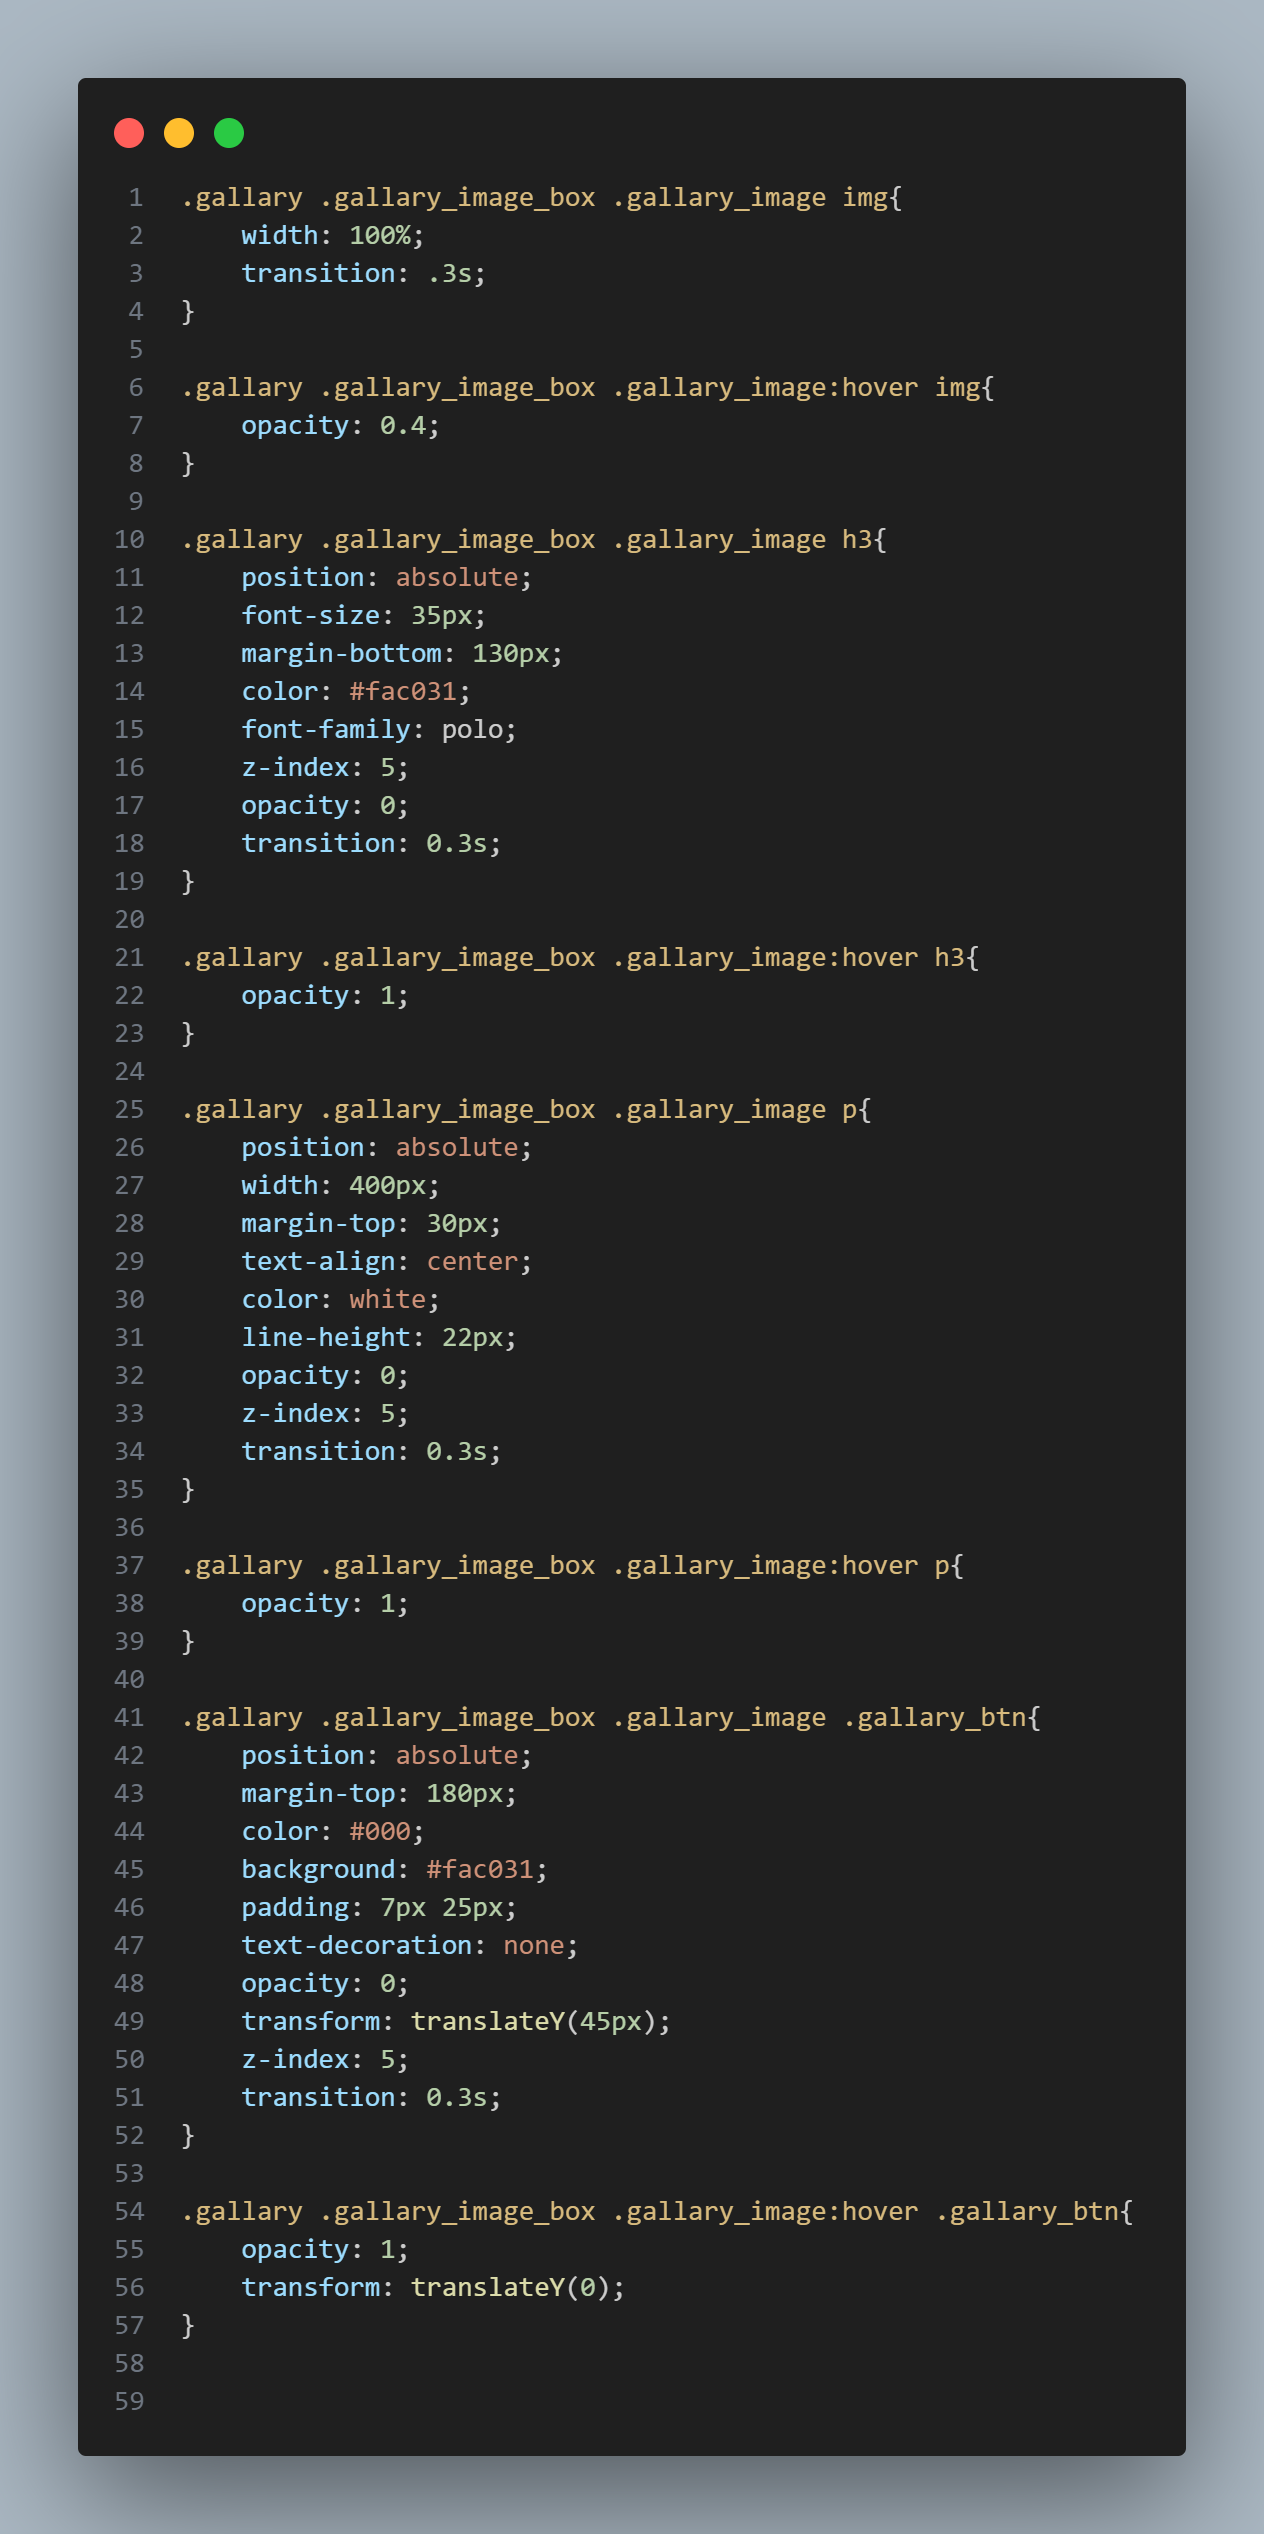 1 .gallary .gallary_image_box .gallary_image img{
2     width: 100%;
3     transition: .3s;
4 }
5
6 .gallary .gallary_image_box .gallary_image:hover img{
7     opacity: 0.4;
8 }
9
10 .gallary .gallary_image_box .gallary_image h3{
11     position: absolute;
12     font-size: 35px;
13     margin-bottom: 130px;
14     color: #fac031;
15     font-family: polo;
16     z-index: 5;
17     opacity: 0;
18     transition: 0.3s;
19 }
20
21 .gallary .gallary_image_box .gallary_image:hover h3{
22     opacity: 1;
23 }
24
25 .gallary .gallary_image_box .gallary_image p{
26     position: absolute;
27     width: 400px;
28     margin-top: 30px;
29     text-align: center;
30     color: white;
31     line-height: 22px;
32     opacity: 0;
33     z-index: 5;
34     transition: 0.3s;
35 }
36
37 .gallary .gallary_image_box .gallary_image:hover p{
38     opacity: 1;
39 }
40
41 .gallary .gallary_image_box .gallary_image .gallary_btn{
42     position: absolute;
43     margin-top: 180px;
44     color: #000;
45     background: #fac031;
46     padding: 7px 25px;
47     text-decoration: none;
48     opacity: 0;
49     transform: translateY(45px);
50     z-index: 5;
51     transition: 0.3s;
52 }
53
54 .gallary .gallary_image_box .gallary_image:hover .gallary_btn{
55     opacity: 1;
56     transform: translateY(0);
57 }
58
59